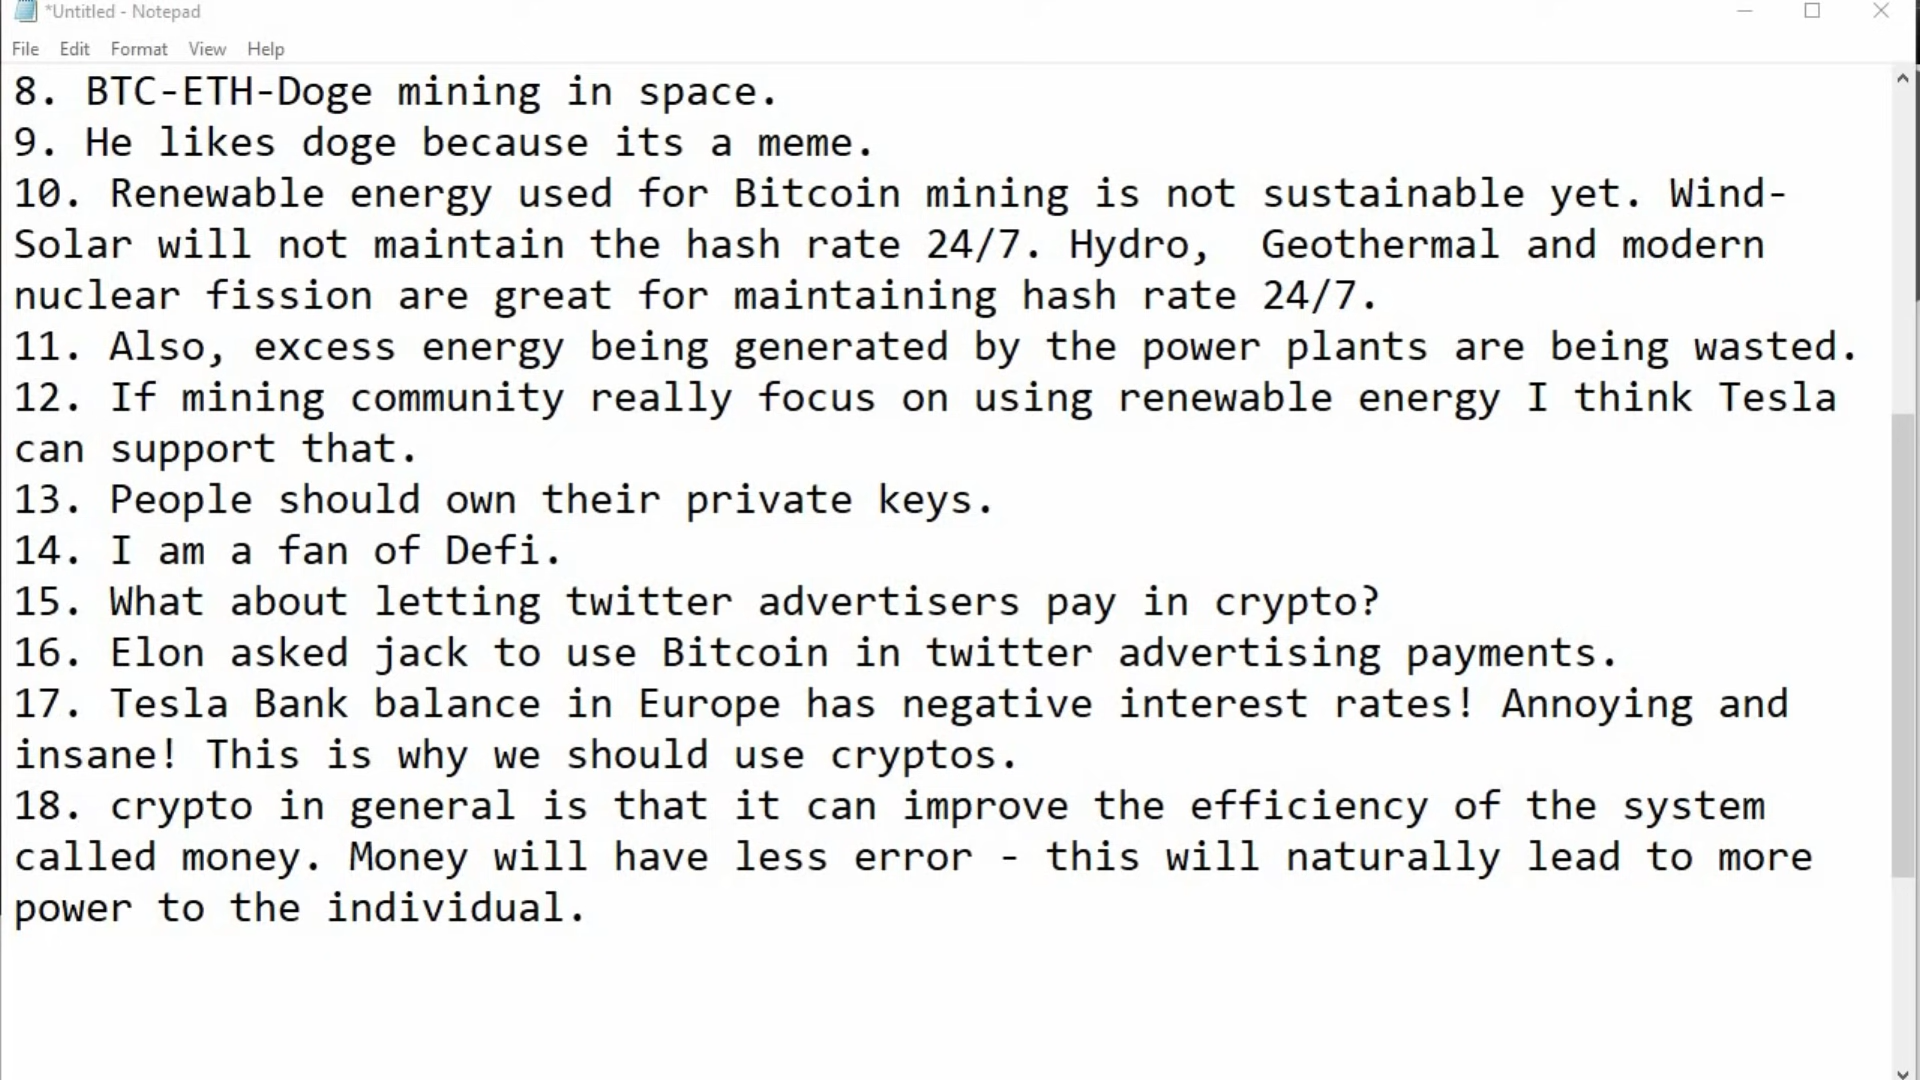 *Untitled - Notepad
File Edit Format View Help
8. BTC-ETH-Doge mining in space.
9. He likes doge because its a meme.
10. Renewable energy used for Bitcoin mining is not sustainable yet. Wind-
Solar will not maintain the hash rate 24/7. Hydro,  Geothermal and modern
nuclear fission are great for maintaining hash rate 24/7.
11. Also, excess energy being generated by the power plants are being wasted.
12. If mining community really focus on using renewable energy I think Tesla
can support that.
13. People should own their private keys.
14. I am a fan of Defi.
15. What about letting twitter advertisers pay in crypto?
16. Elon asked jack to use Bitcoin in twitter advertising payments.
17. Tesla Bank balance in Europe has negative interest rates! Annoying and
insane! This is why we should use cryptos.
18. crypto in general is that it can improve the efficiency of the system
called money. Money will have less error - this will naturally lead to more
power to the individual.